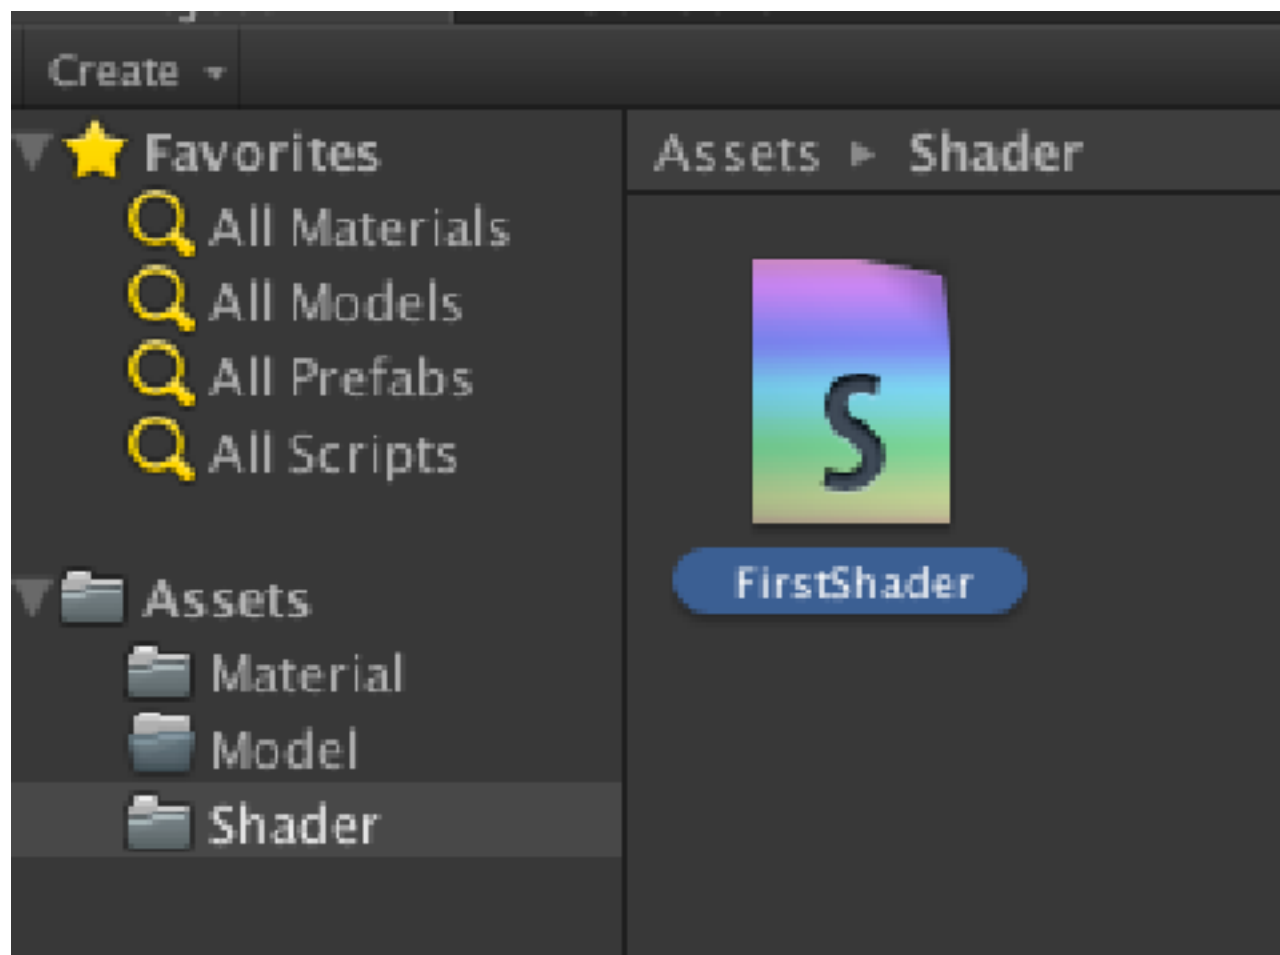 Create
Favorites
All Materials
All Models
All Prefabs
All Scripts
Assets
Material
Model
Shader
Assets ▸ Shader
S
FirstShader